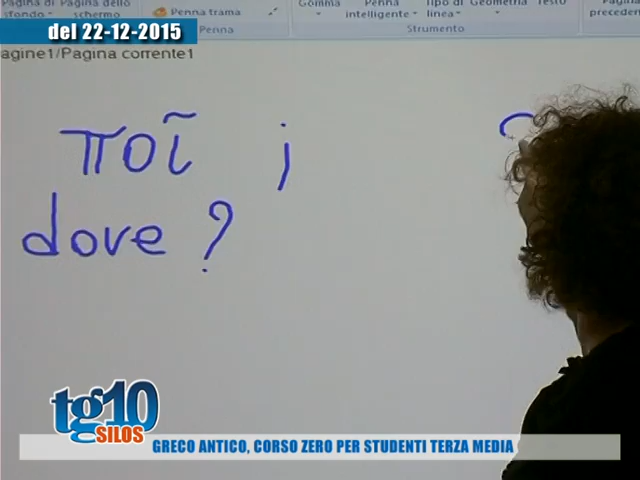 Pagine di sfondo Pagina dello schermo Penna trama Gomma Penna intelligente Tipo di linea Geometria Testo
Penna Strumento
del 22-12-2015
agine1/Pagina corrente1
ποῖ ;
dove ?
tg10
SILOS
GRECO ANTICO, CORSO ZERO PER STUDENTI TERZA MEDIA